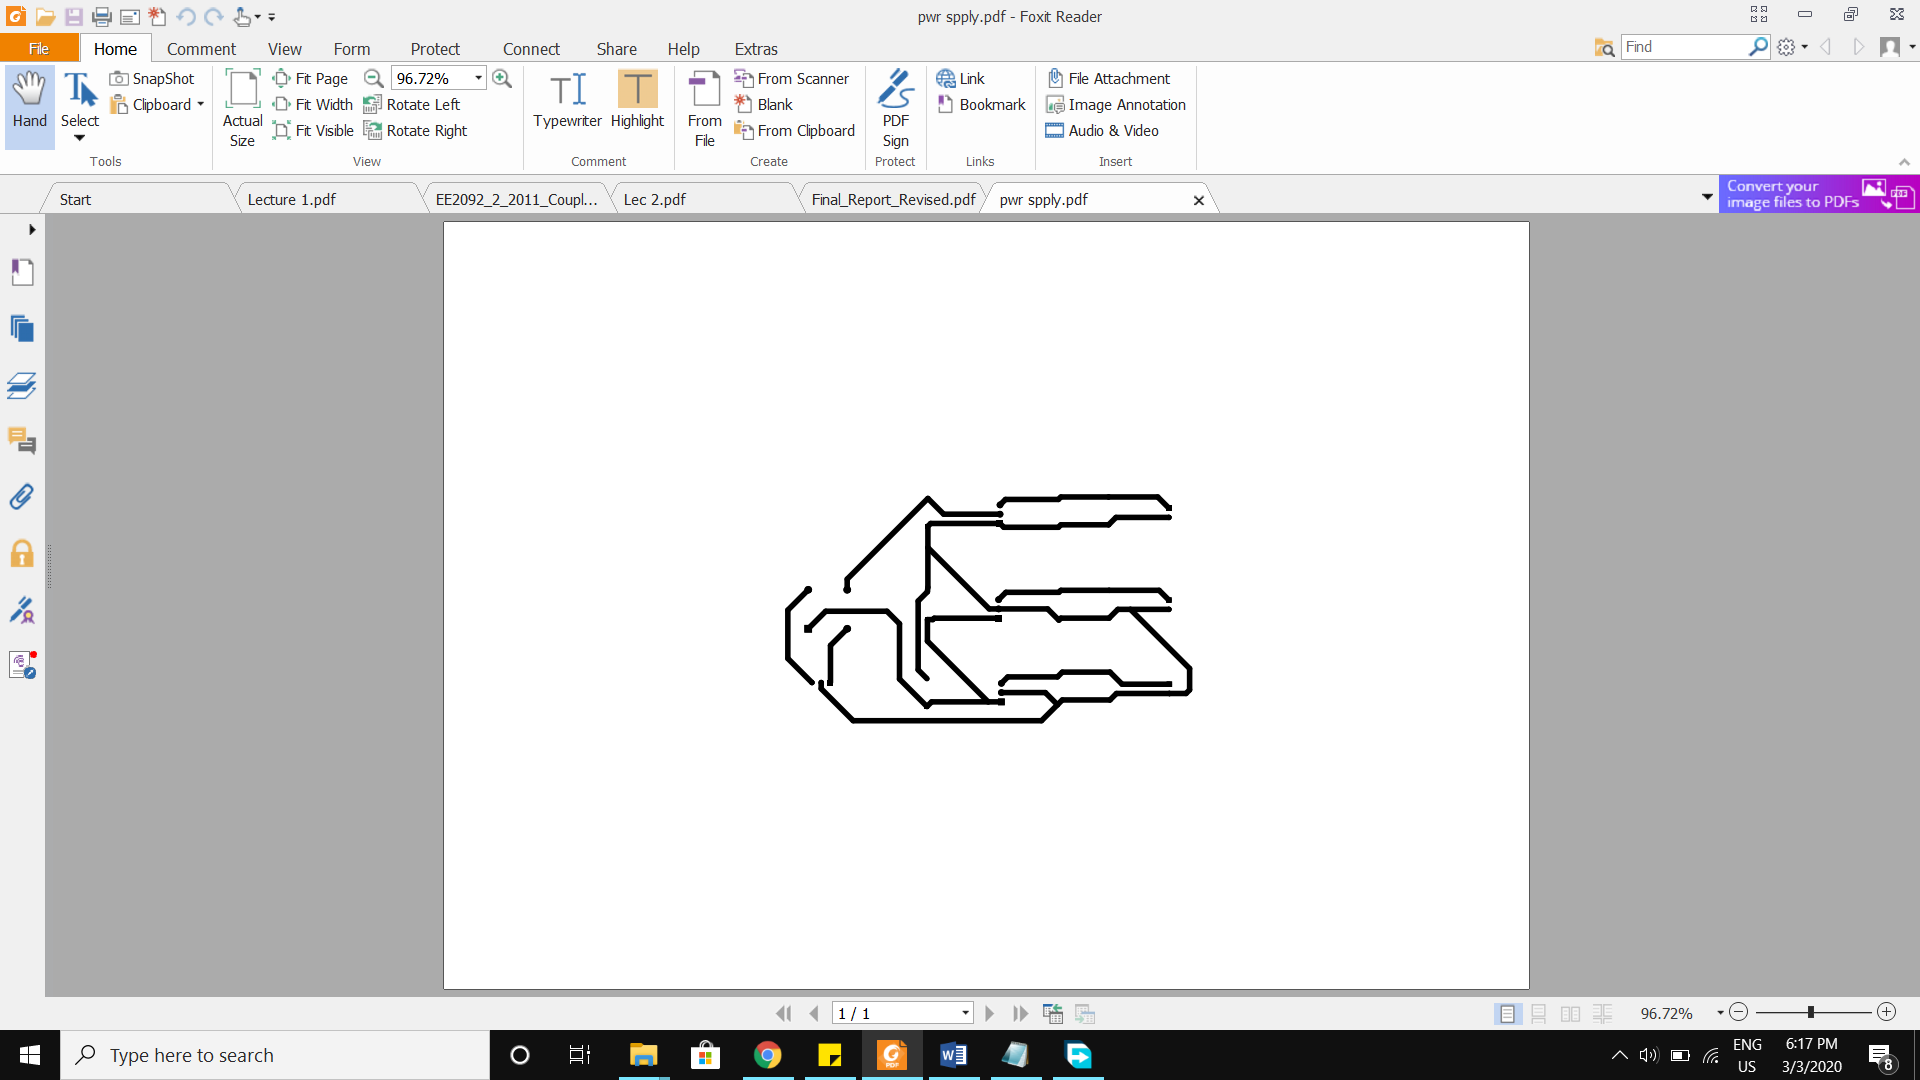 pwr spply.pdf - Foxit Reader
File Home Comment View Form Protect Connect Share Help Extras Find
Hand
Select
SnapShot
Clipboard
Tools
Actual Size
Fit Page
Fit Width
Fit Visible
96.72%
Rotate Left
Rotate Right
View
Typewriter
Highlight
Comment
From File
From Scanner
Blank
From Clipboard
Create
PDF Sign
Protect
Link
Bookmark
Links
File Attachment
Image Annotation
Audio & Video
Insert
Start Lecture 1.pdf EE2092_2_2011_Coupl... Lec 2.pdf Final_Report_Revised.pdf pwr spply.pdf
Convert your
image files to PDFs
1 / 1
96.72%
Type here to search
ENG
US
6:17 PM
3/3/2020
8